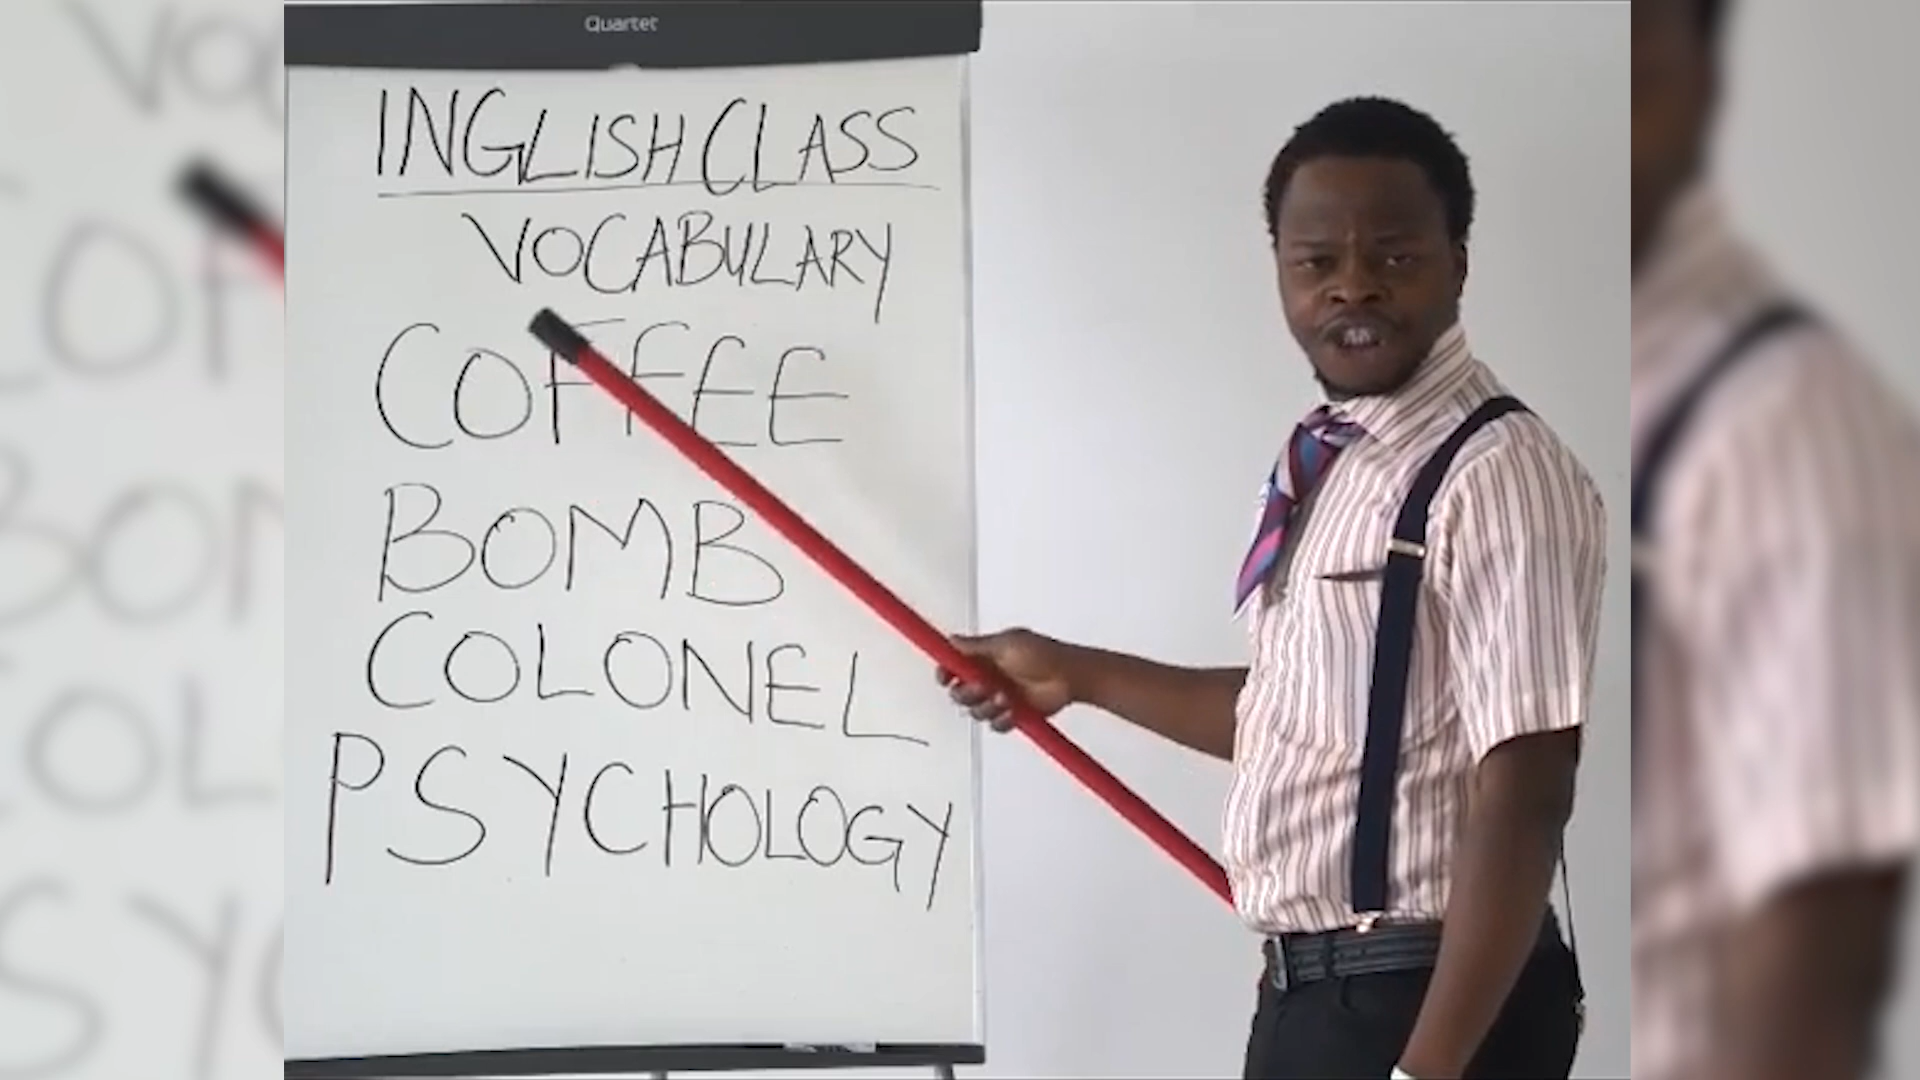 Quartet
INGLISH CLASS
VOCABULARY
COFFEE
BOMB
COLONEL
PSYCHOLOGY